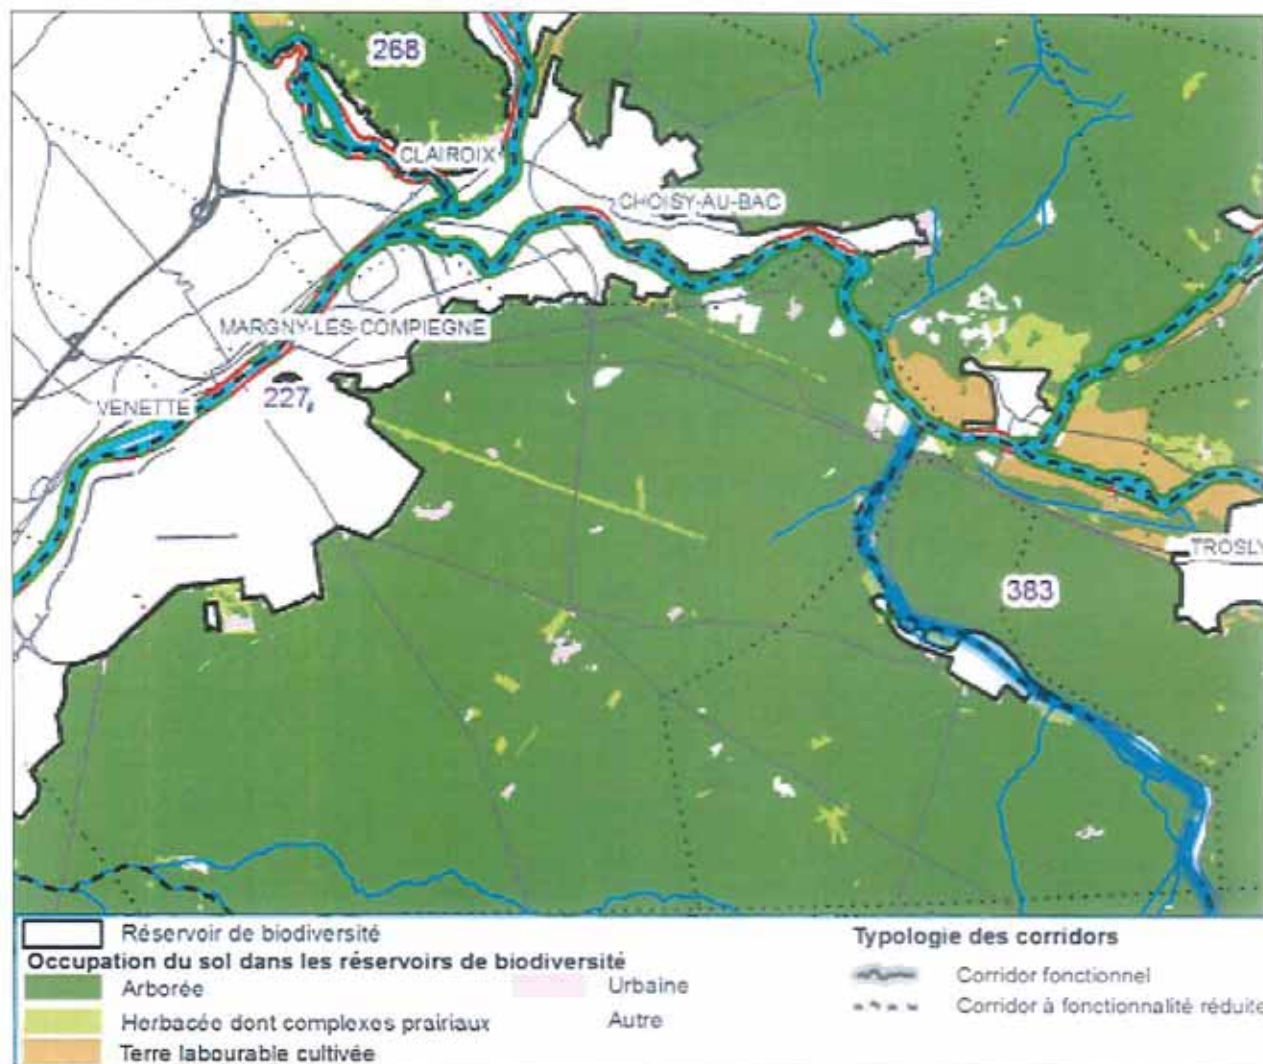 268
CLAIROIX
CHOISY-AU-BAC
MARGNY-LES-COMPIEGNE
VENETTE
227
TROSLY
383
Réservoir de biodiversité
Occupation du sol dans les réservoirs de biodiversité
Arborée
Herbacée dont complexes prairiaux
Terre labourable cultivée
Urbaine
Autre
Typologie des corridors
Corridor fonctionnel
Corridor à fonctionnalité réduite